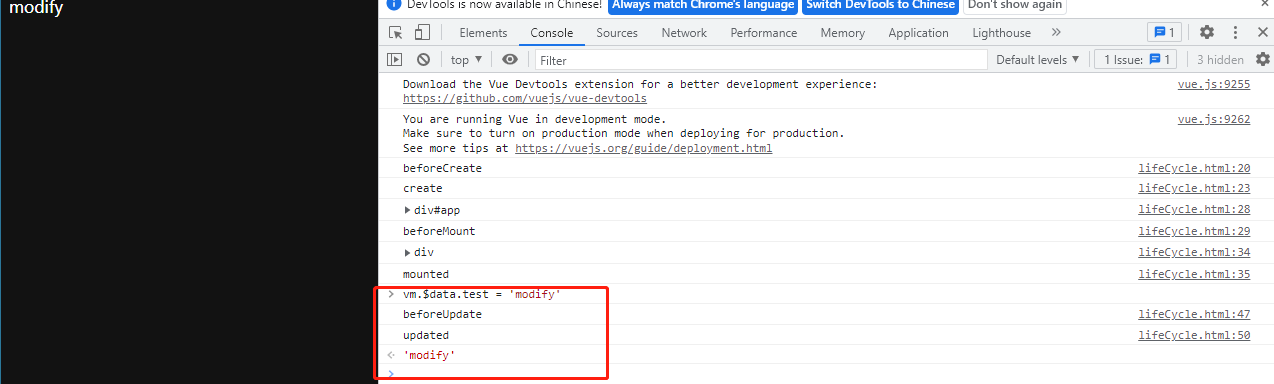 modify
DevTools is now available in Chinese!
Always match Chrome's language
Switch DevTools to Chinese
Don't show again
Elements Console Sources Network Performance Memory Application Lighthouse 1
top Filter Default levels 1 Issue: 1 3 hidden
Download the Vue Devtools extension for a better development experience: vue.js:9255
https://github.com/vuejs/vue-devtools
You are running Vue in development mode. vue.js:9262
Make sure to turn on production mode when deploying for production.
See more tips at https://vuejs.org/guide/deployment.html
beforeCreate lifeCycle.html:20
create lifeCycle.html:23
div#app lifeCycle.html:28
beforeMount lifeCycle.html:29
div lifeCycle.html:34
mounted lifeCycle.html:35
vm.$data.test = 'modify'
beforeUpdate lifeCycle.html:47
updated lifeCycle.html:50
'modify'